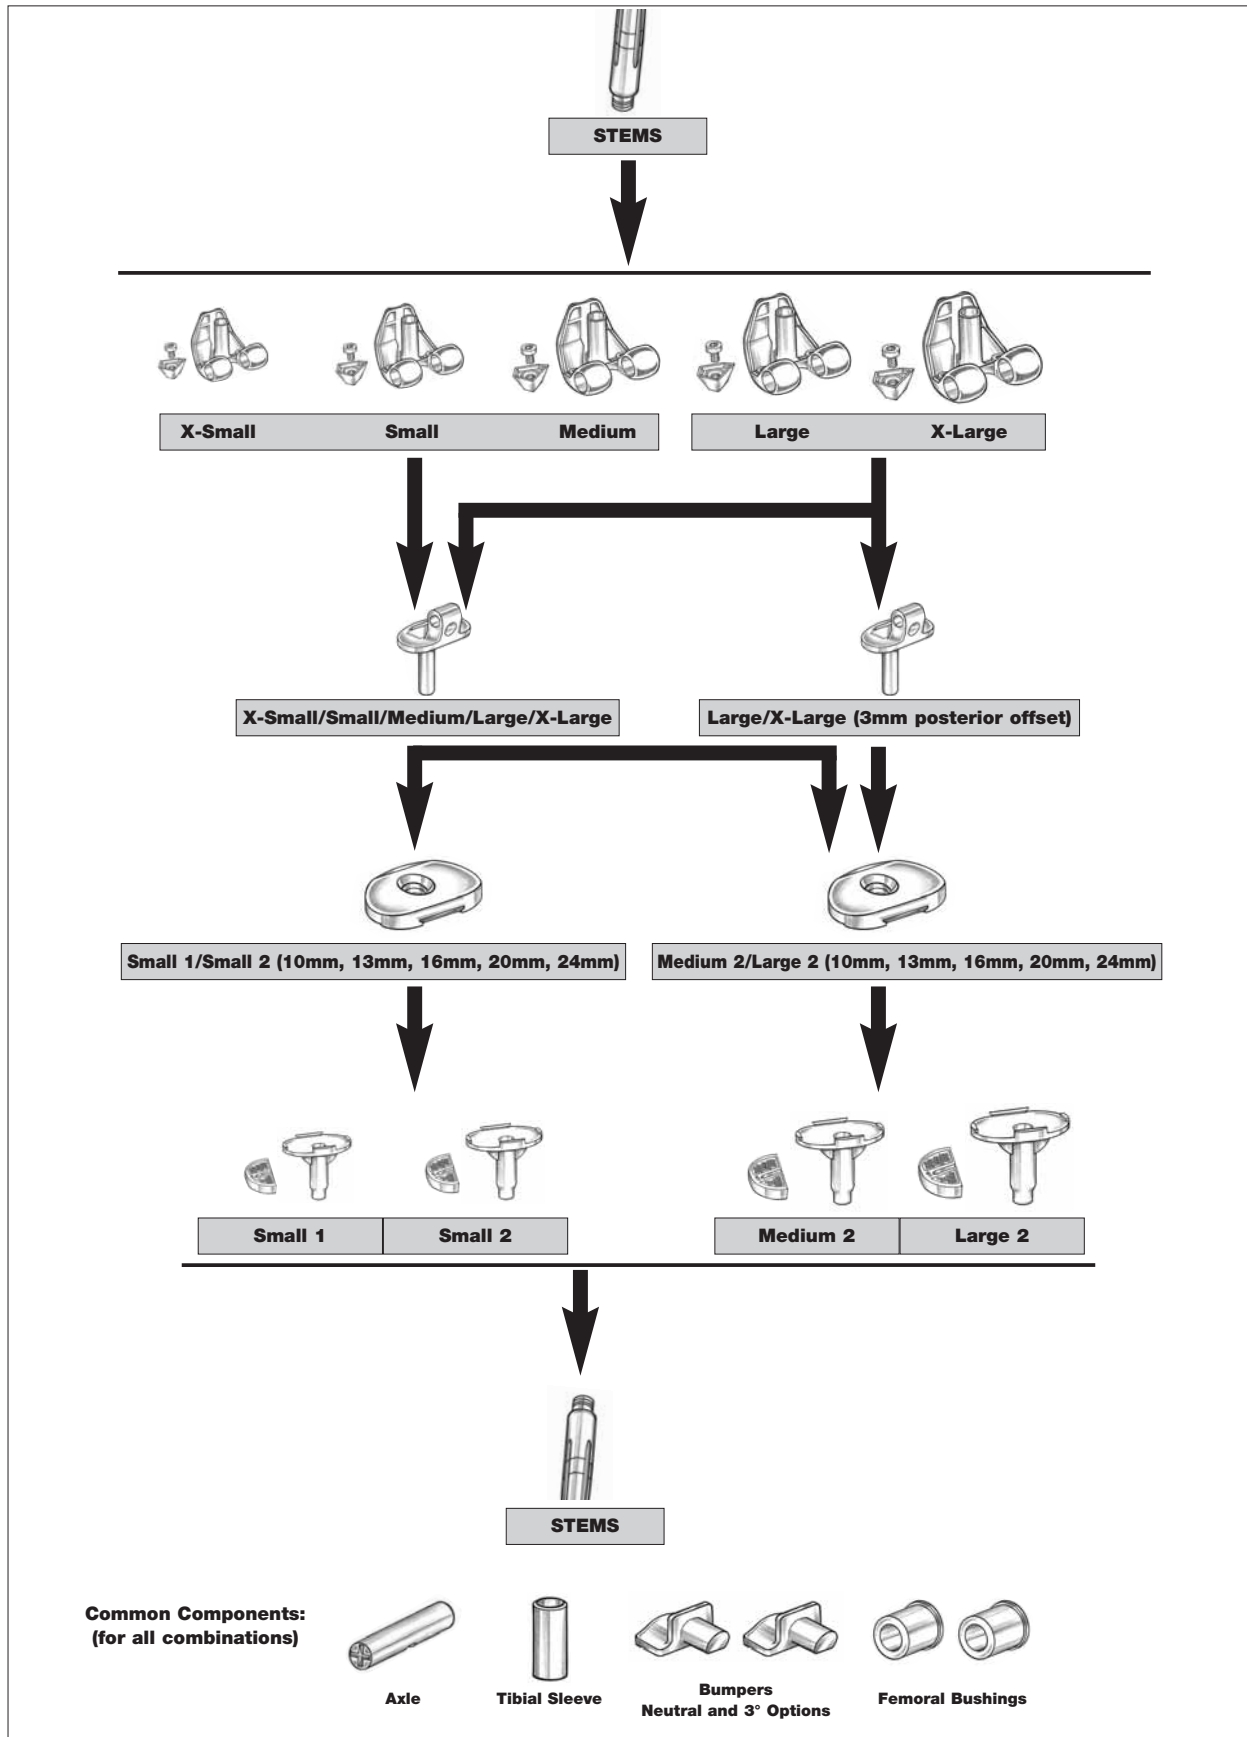 STEMS
X-Small Small Medium Large X-Large
X-Small/Small/Medium/Large/X-Large
Large/X-Large (3mm posterior offset)
Small 1/Small 2 (10mm, 13mm, 16mm, 20mm, 24mm)
Medium 2/Large 2 (10mm, 13mm, 16mm, 20mm, 24mm)
Small 1 Small 2 Medium 2 Large 2
STEMS
Common Components:
(for all combinations)
Axle
Tibial Sleeve
Bumpers
Neutral and 3° Options
Femoral Bushings